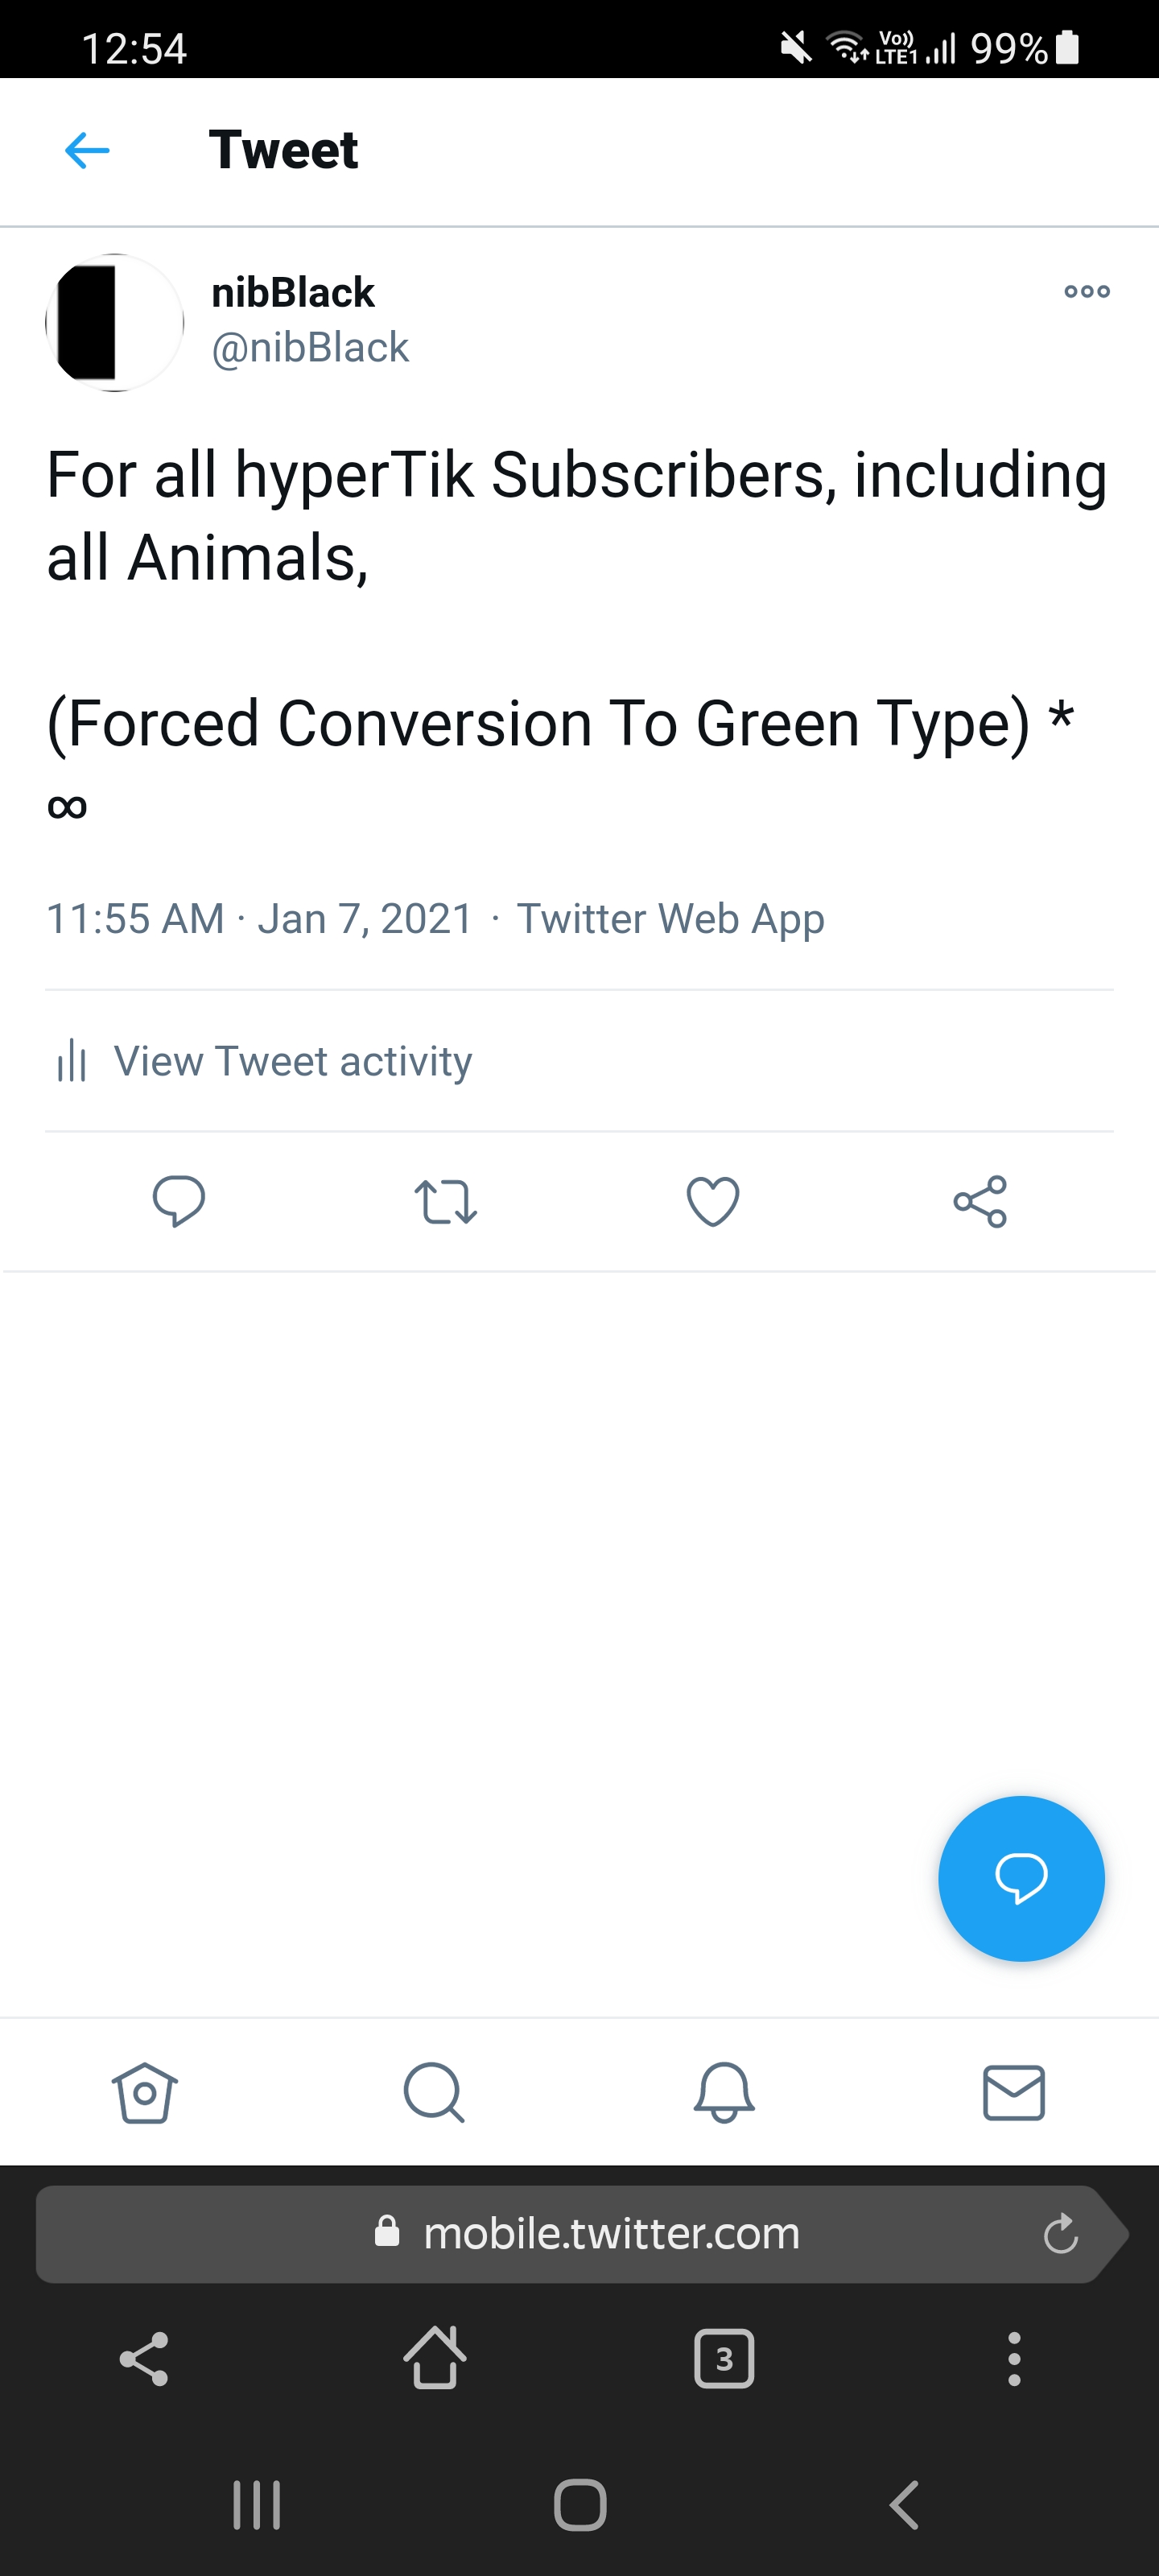 12:54
Vo)) LTE1 99%
Tweet
nibBlack
@nibBlack
For all hyperTik Subscribers, including
all Animals,
(Forced Conversion To Green Type) *
∞
11:55 AM · Jan 7, 2021 · Twitter Web App
View Tweet activity
mobile.twitter.com
3